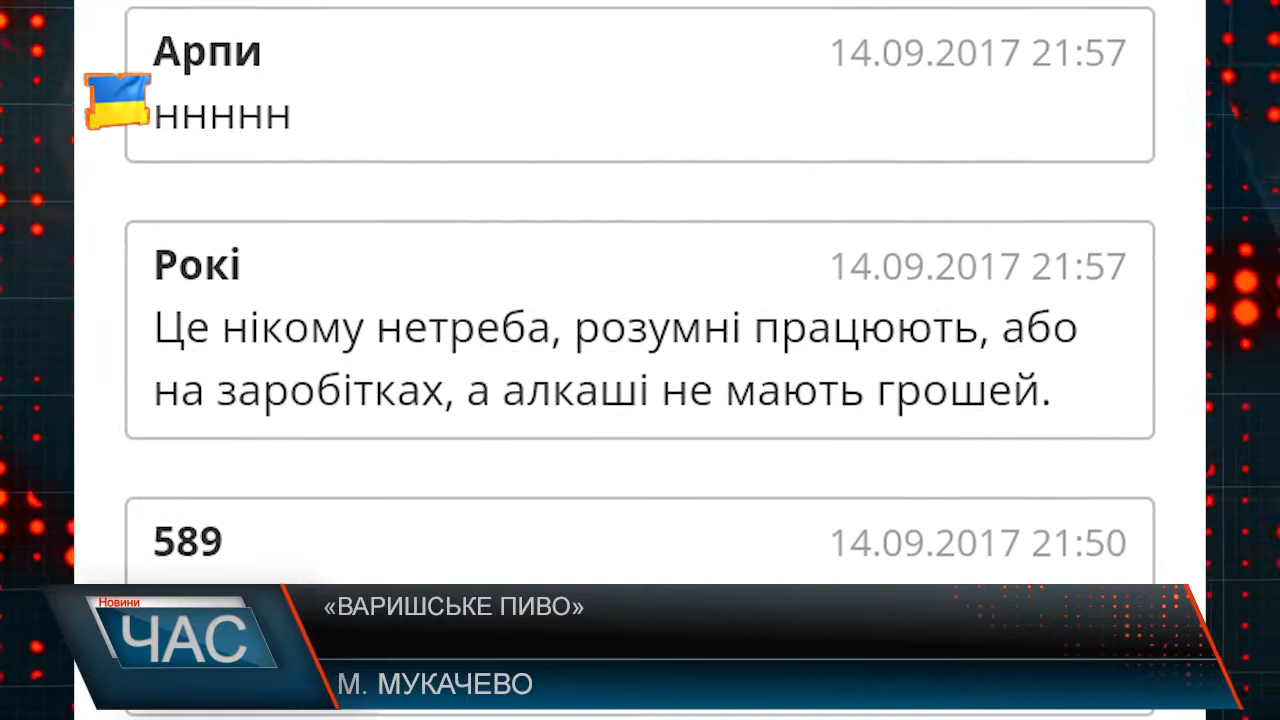 Арпи 14.09.2017 21:57
ннннн
Рокі 14.09.2017 21:57
Це нікому нетреба, розумні працюють, або
на заробітках, а алкаші не мають грошей.
589 14.09.2017 21:50
Новини
ЧАС
«ВАРИШСЬКЕ ПИВО»
М. МУКАЧЕВО